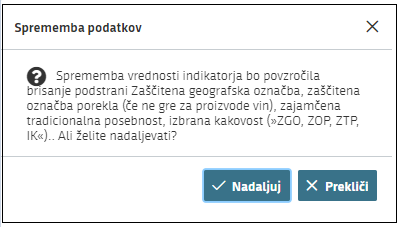 Sprememba podatkov
Sprememba vrednosti indikatorja bo povzročila
brisanje podstrani Zaščitena geografska označba, zaščitena
označba porekla (če ne gre za proizvode vin), zajamčena
tradicionalna posebnost, izbrana kakovost (»ZGO, ZOP, ZTP,
IK«).. Ali želite nadaljevati?
Nadaljuj Prekliči